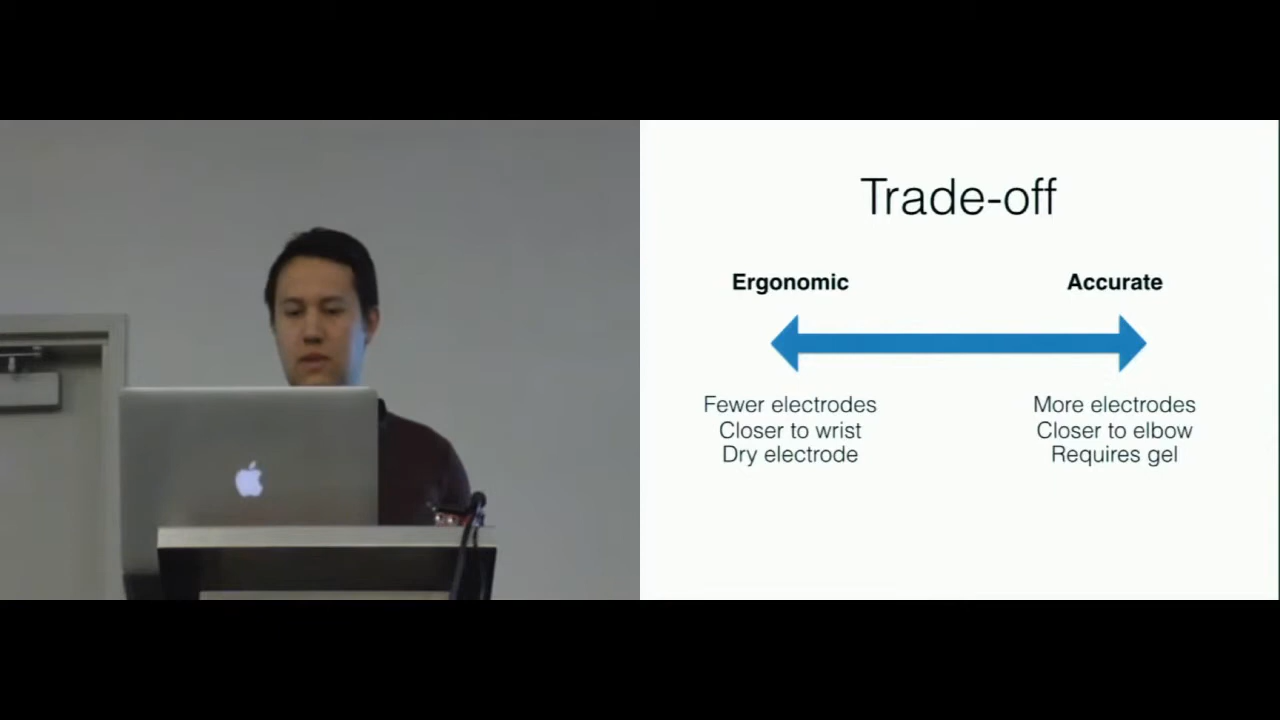 Trade-off
Ergonomic
Accurate
Fewer electrodes
Closer to wrist
Dry electrode
More electrodes
Closer to elbow
Requires gel